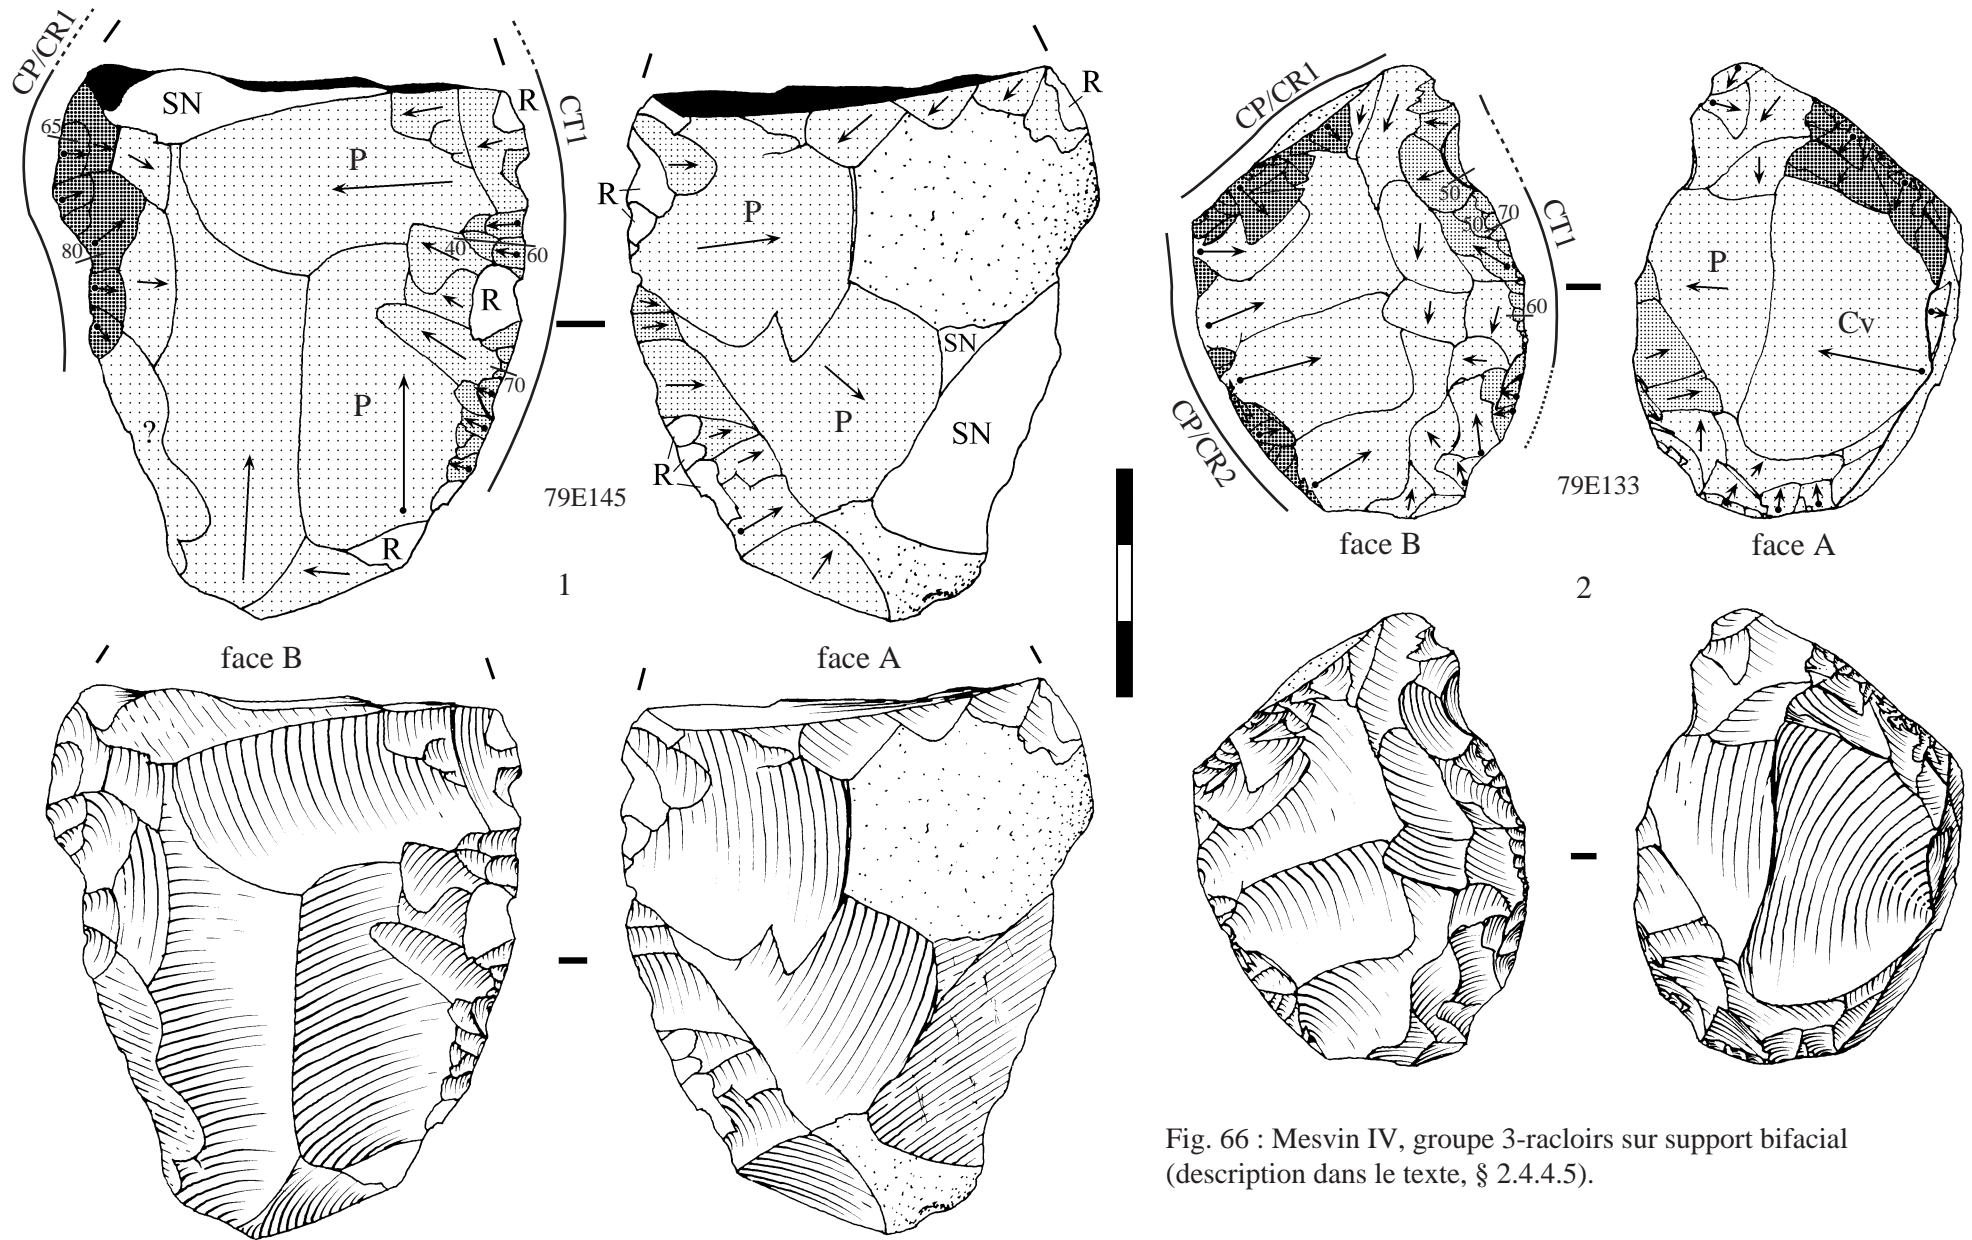 CP/CR1
SN
R
CT1
65
P
80
40
60
R
?
P
70
R
face B
R
R
P
SN
P
SN
R
face A
79E145
1
CP/CR1
50
50
70
CT1
60
CP/CR2
face B
79E133
P
Cv
face A
2
Fig. 66 : Mesvin IV, groupe 3-racloirs sur support bifacial
(description dans le texte, § 2.4.4.5).